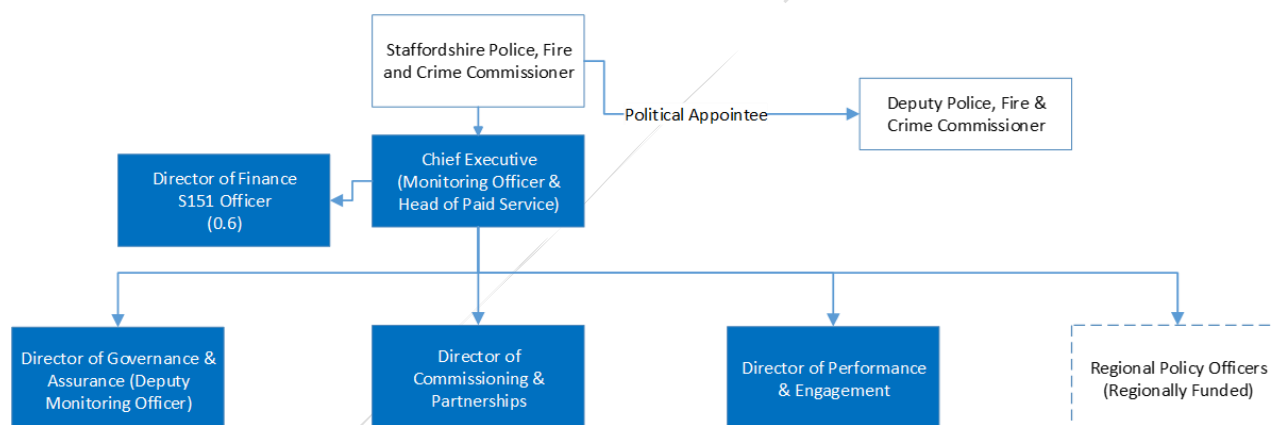 Staffordshire Police, Fire
and Crime Commissioner
Political Appointee
Deputy Police, Fire &
Crime Commissioner
Chief Executive
(Monitoring Officer &
Head of Paid Service)
Director of Finance
S151 Officer
(0.6)
Director of Governance &
Assurance (Deputy
Monitoring Officer)
Director of
Commissioning &
Partnerships
Director of Performance
& Engagement
Regional Policy Officers
(Regionally Funded)